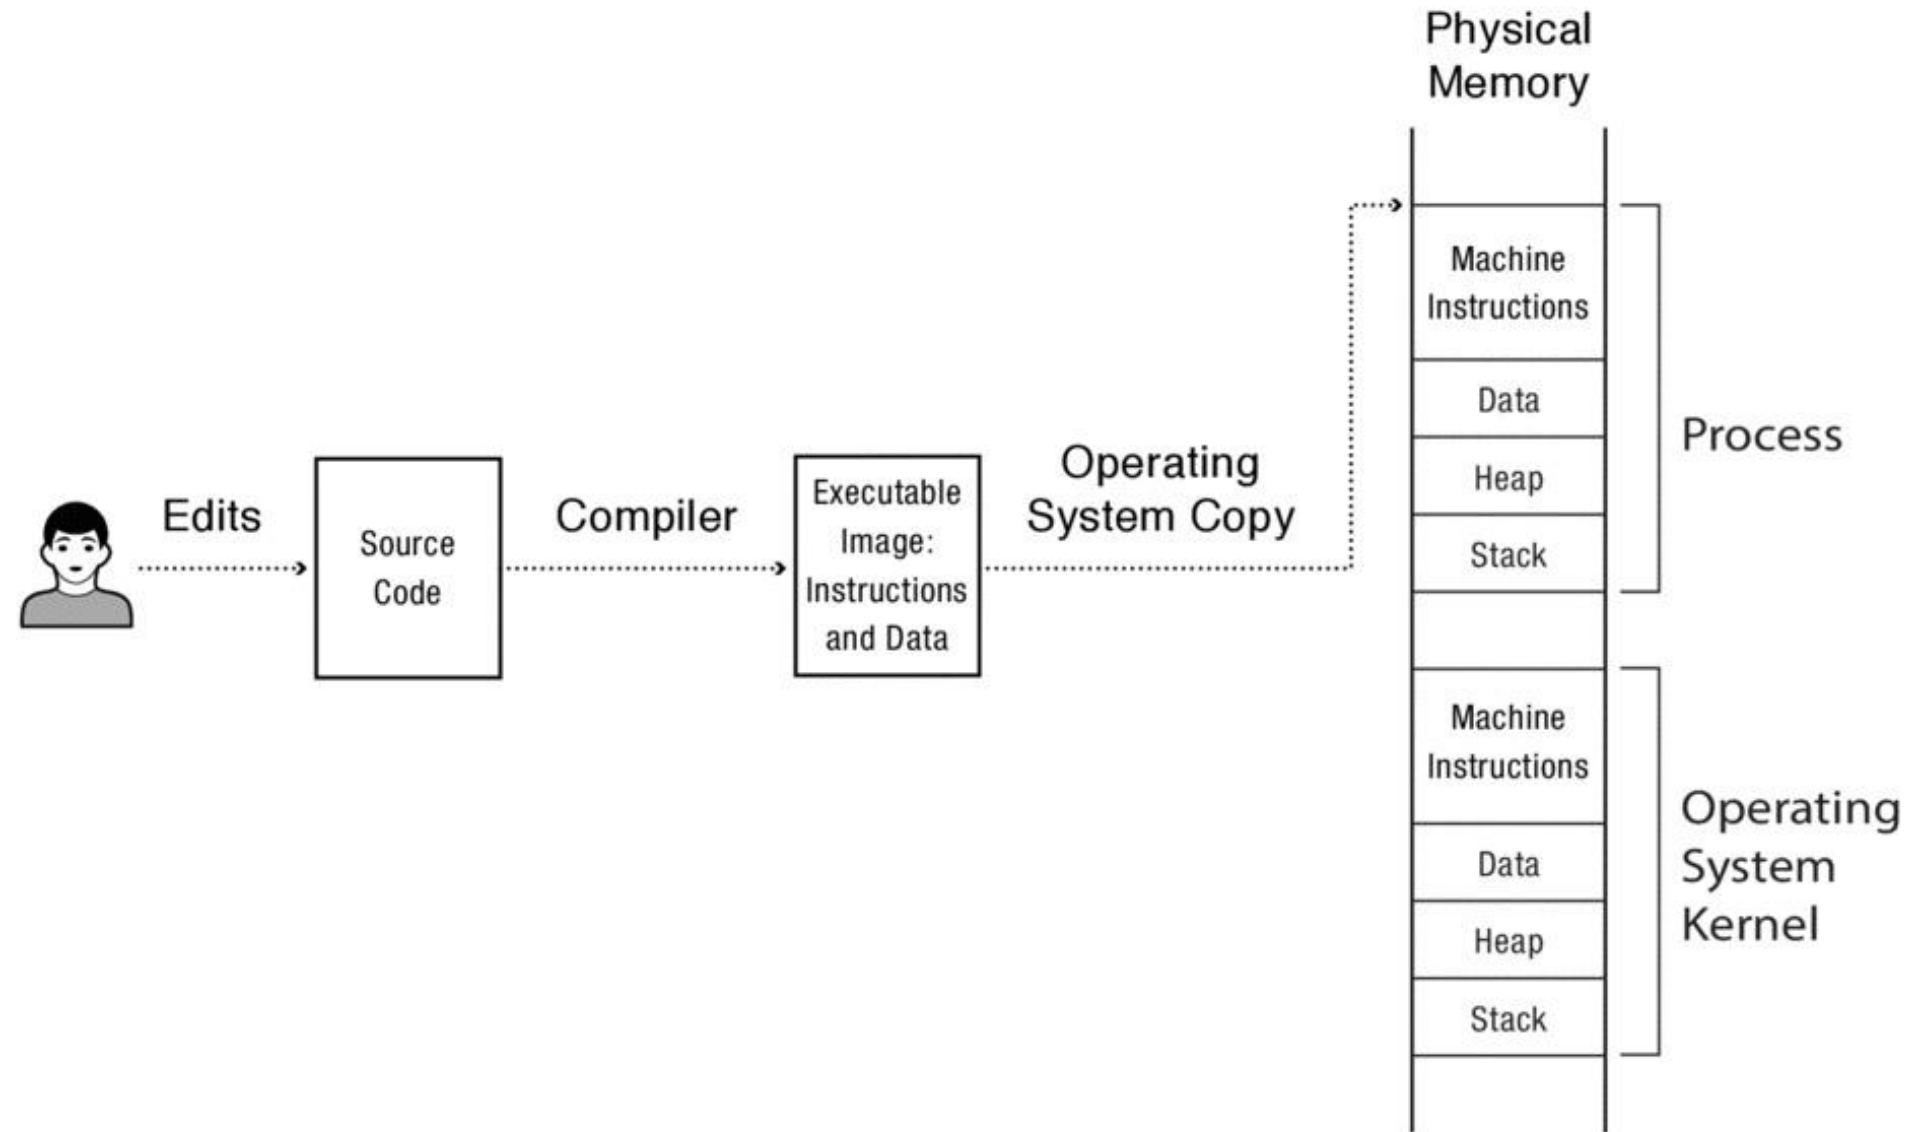 Physical
Memory
Edits
Source
Code
Compiler
Executable
Image:
Instructions
and Data
Operating
System Copy
Machine
Instructions
Data
Heap
Stack
Process
Machine
Instructions
Data
Heap
Stack
Operating
System
Kernel